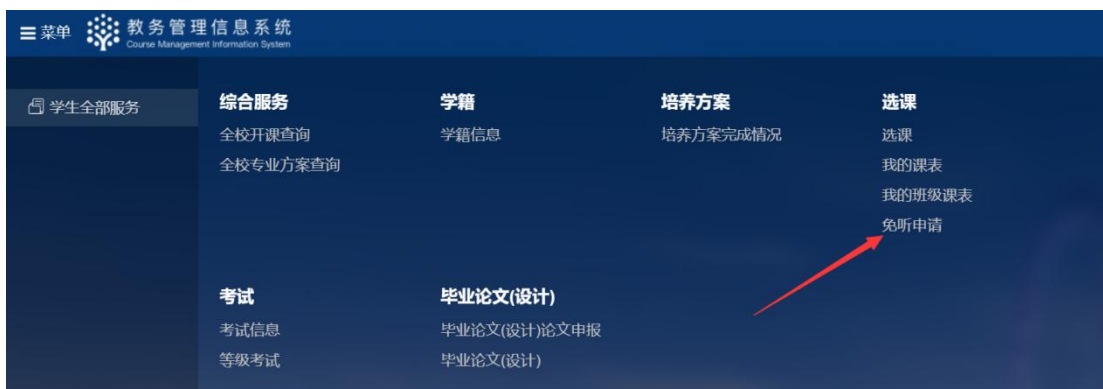 菜单
教务管理信息系统
Course Management Information System
学生全部服务
综合服务
全校开课查询
全校专业方案查询
学籍
学籍信息
培养方案
培养方案完成情况
选课
选课
我的课表
我的班级课表
免听申请
考试
考试信息
等级考试
毕业论文(设计)
毕业论文(设计)论文申报
毕业论文(设计)